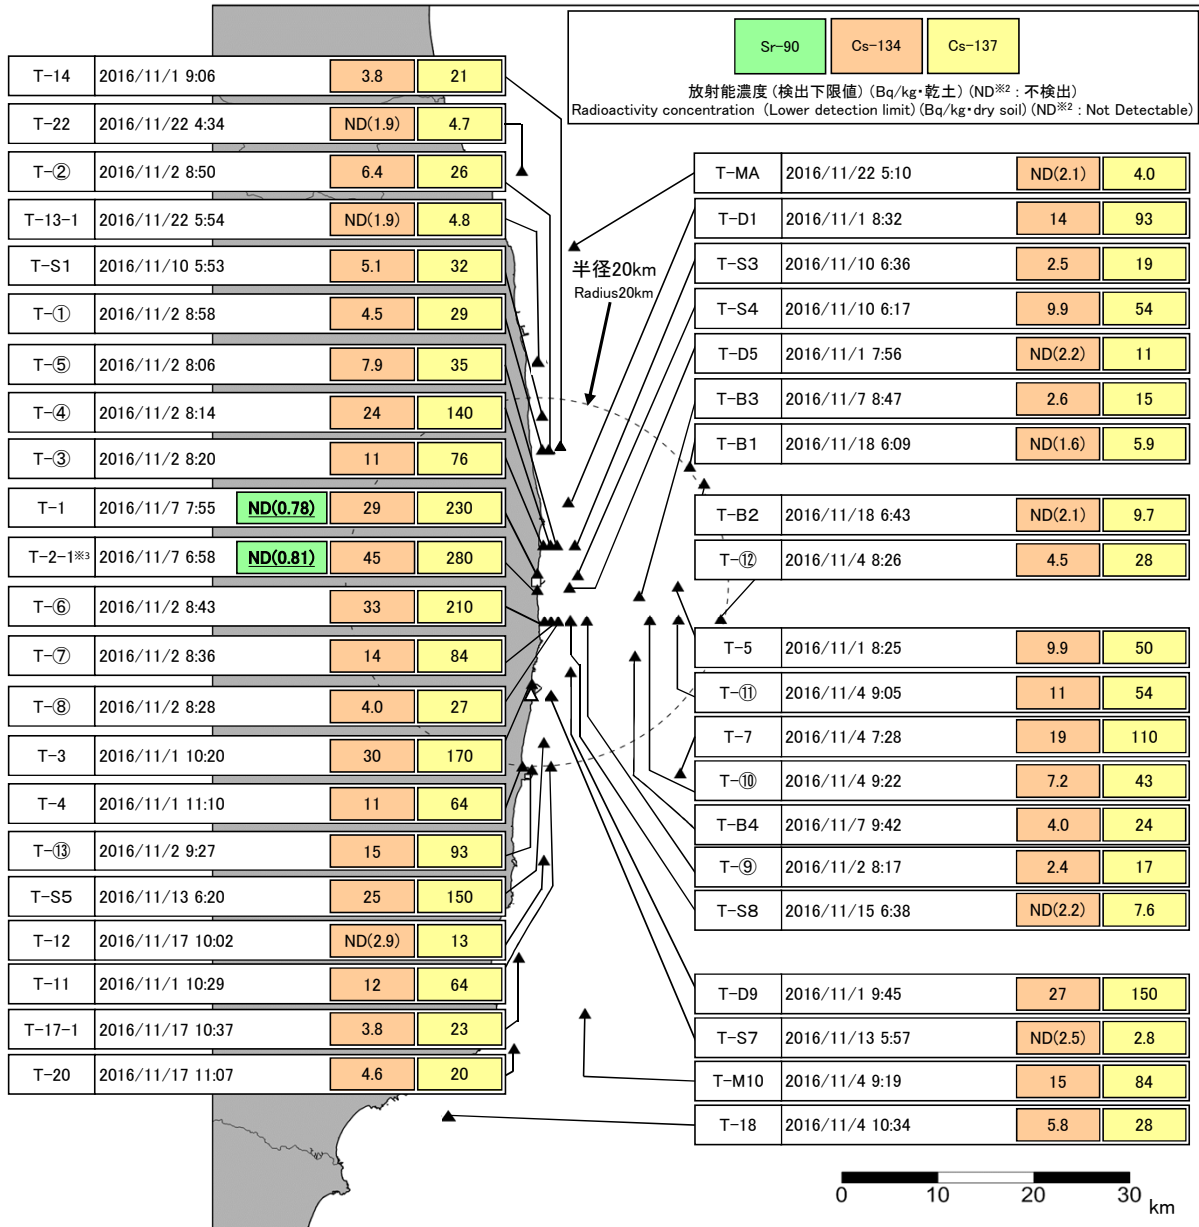 Sr-90 Cs-134 Cs-137
放射能濃度 (検出下限値) (Bq/kg・乾土) (ND※2 : 不検出)
Radioactivity concentration (Lower detection limit) (Bq/kg・dry soil) (ND※2 : Not Detectable)
T-14 2016/11/1 9:06 3.8 21
T-22 2016/11/22 4:34 ND(1.9) 4.7
T-② 2016/11/2 8:50 6.4 26
T-13-1 2016/11/22 5:54 ND(1.9) 4.8
T-S1 2016/11/10 5:53 5.1 32
T-① 2016/11/2 8:58 4.5 29
T-⑤ 2016/11/2 8:06 7.9 35
T-④ 2016/11/2 8:14 24 140
T-③ 2016/11/2 8:20 11 76
T-1 2016/11/7 7:55 ND(0.78) 29 230
T-2-1※3 2016/11/7 6:58 ND(0.81) 45 280
T-⑥ 2016/11/2 8:43 33 210
T-⑦ 2016/11/2 8:36 14 84
T-⑧ 2016/11/2 8:28 4.0 27
T-3 2016/11/1 10:20 30 170
T-4 2016/11/1 11:10 11 64
T-⑬ 2016/11/2 9:27 15 93
T-S5 2016/11/13 6:20 25 150
T-12 2016/11/17 10:02 ND(2.9) 13
T-11 2016/11/1 10:29 12 64
T-17-1 2016/11/17 10:37 3.8 23
T-20 2016/11/17 11:07 4.6 20
半径20km
Radius20km
T-MA 2016/11/22 5:10 ND(2.1) 4.0
T-D1 2016/11/1 8:32 14 93
T-S3 2016/11/10 6:36 2.5 19
T-S4 2016/11/10 6:17 9.9 54
T-D5 2016/11/1 7:56 ND(2.2) 11
T-B3 2016/11/7 8:47 2.6 15
T-B1 2016/11/18 6:09 ND(1.6) 5.9
T-B2 2016/11/18 6:43 ND(2.1) 9.7
T-⑫ 2016/11/4 8:26 4.5 28
T-5 2016/11/1 8:25 9.9 50
T-⑪ 2016/11/4 9:05 11 54
T-7 2016/11/4 7:28 19 110
T-⑩ 2016/11/4 9:22 7.2 43
T-B4 2016/11/7 9:42 4.0 24
T-⑨ 2016/11/2 8:17 2.4 17
T-S8 2016/11/15 6:38 ND(2.2) 7.6
T-D9 2016/11/1 9:45 27 150
T-S7 2016/11/13 5:57 ND(2.5) 2.8
T-M10 2016/11/4 9:19 15 84
T-18 2016/11/4 10:34 5.8 28
0 10 20 30 km